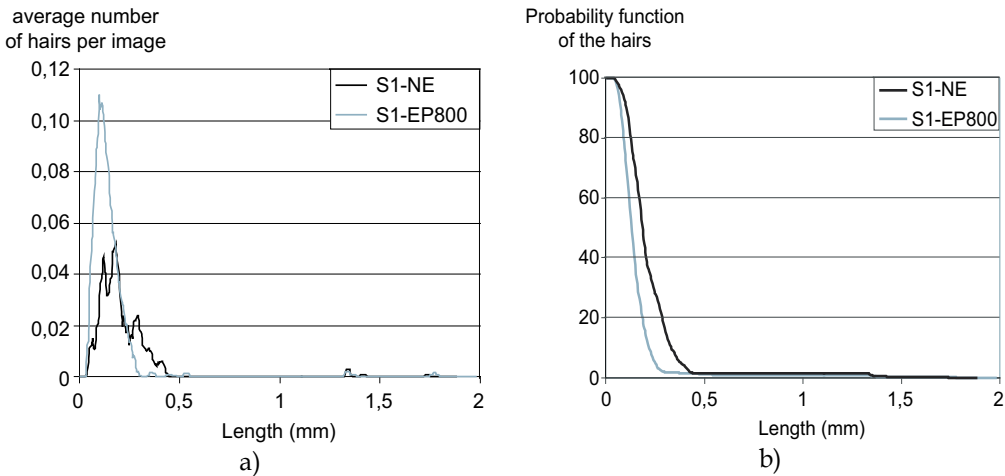 average number
of hairs per image
0,12
0,10
0,08
0,06
0,04
0,02
0
S1-NE
S1-EP800
0
0,5
1
1,5
2
Length (mm)
a)
Probability function
of the hairs
100
80
60
40
20
0
S1-NE
S1-EP800
0
0,5
1
1,5
2
Length (mm)
b)